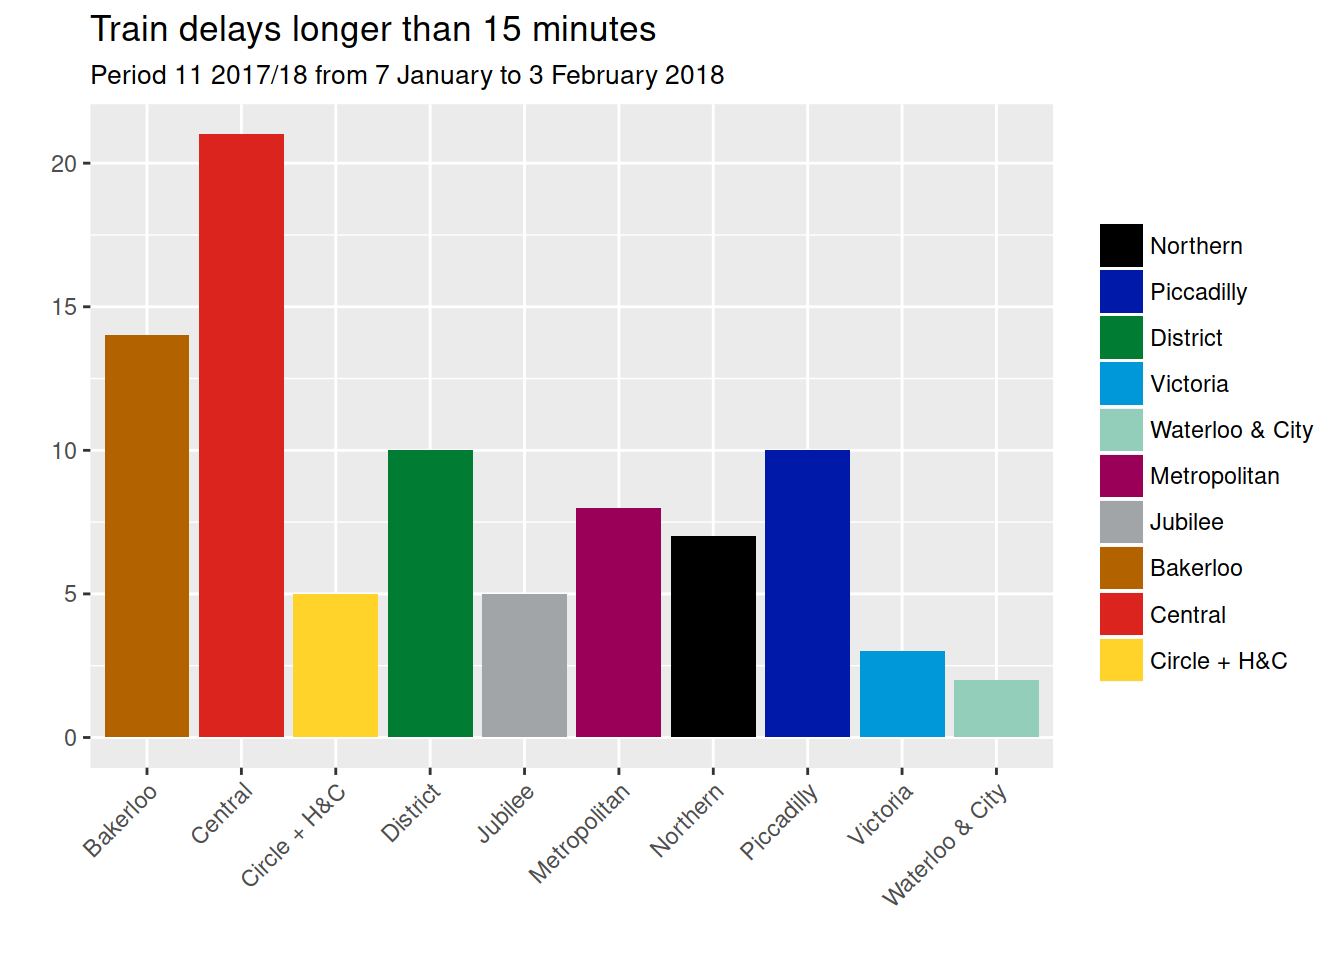 Train delays longer than 15 minutes
Period 11 2017/18 from 7 January to 3 February 2018
20
15
10
5
0
Bakerloo
Central
Circle + H&C
District
Jubilee
Metropolitan
Northern
Piccadilly
Victoria
Waterloo & City
Northern
Piccadilly
District
Victoria
Waterloo & City
Metropolitan
Jubilee
Bakerloo
Central
Circle + H&C